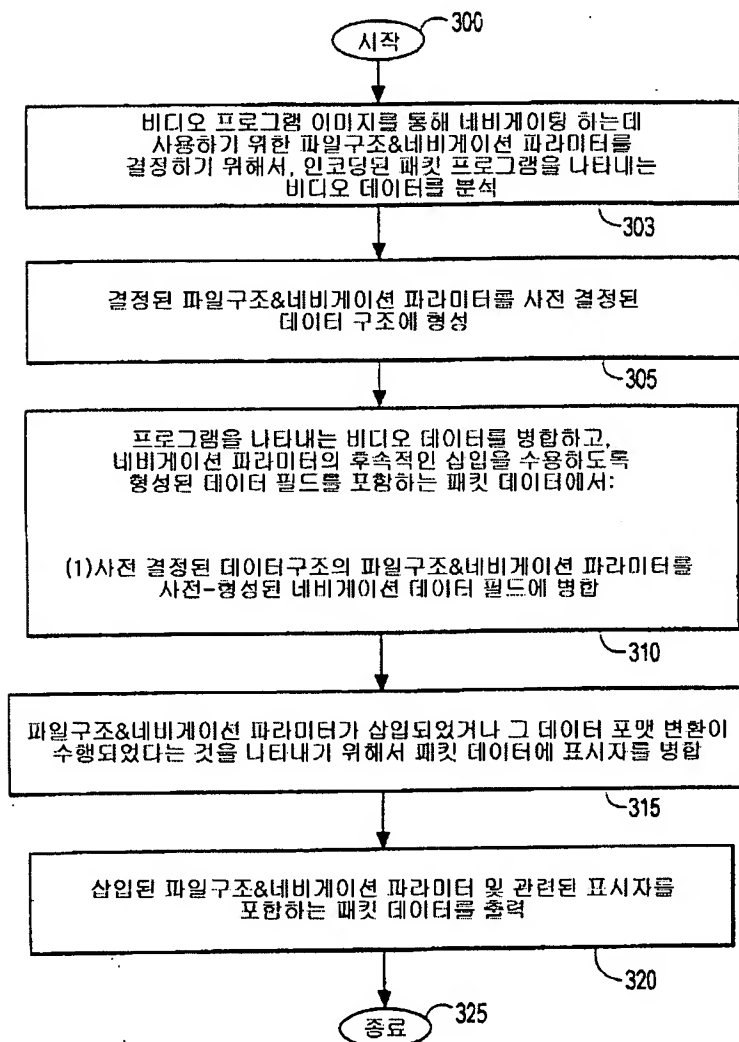 시작
300
비디오 프로그램 이미지를 통해 네비게이팅 하는데
사용하기 위한 파일구조&네비게이션 파라미터를
결정하기 위해서, 인코딩된 패킷 프로그램을 나타내는
비디오 데이터를 분석
303
결정된 파일구조&네비게이션 파라미터를 사전 결정된
데이터 구조에 형성
305
프로그램을 나타내는 비디오 데이터를 병합하고,
네비게이션 파라미터의 후속적인 삽입을 수용하도록
형성된 데이터 필드를 포함하는 패킷 데이터에서:
(1)사전 결정된 데이터구조의 파일구조&네비게이션 파라미터를
사전-형성된 네비게이션 데이터 필드에 병합
310
파일구조&네비게이션 파라미터가 삽입되었거나 그 데이터 포맷 변환이
수행되었다는 것을 나타내기 위해서 패킷 데이터에 표시자를 병합
315
삽입된 파일구조&네비게이션 파라미터 및 관련된 표시자를
포함하는 패킷 데이터를 출력
320
종료
325